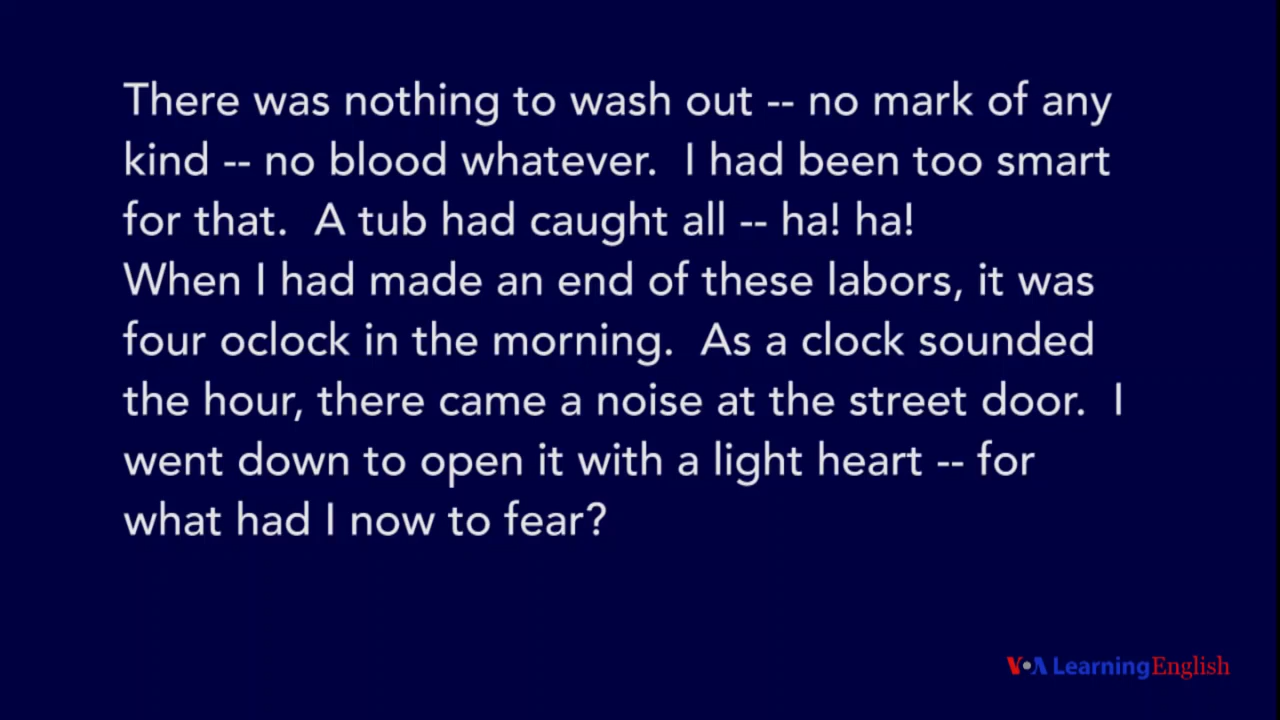 There was nothing to wash out -- no mark of any
kind -- no blood whatever.  I had been too smart
for that.  A tub had caught all -- ha! ha!
When I had made an end of these labors, it was
four oclock in the morning.  As a clock sounded
the hour, there came a noise at the street door.  I
went down to open it with a light heart -- for
what had I now to fear?
VOA Learning English